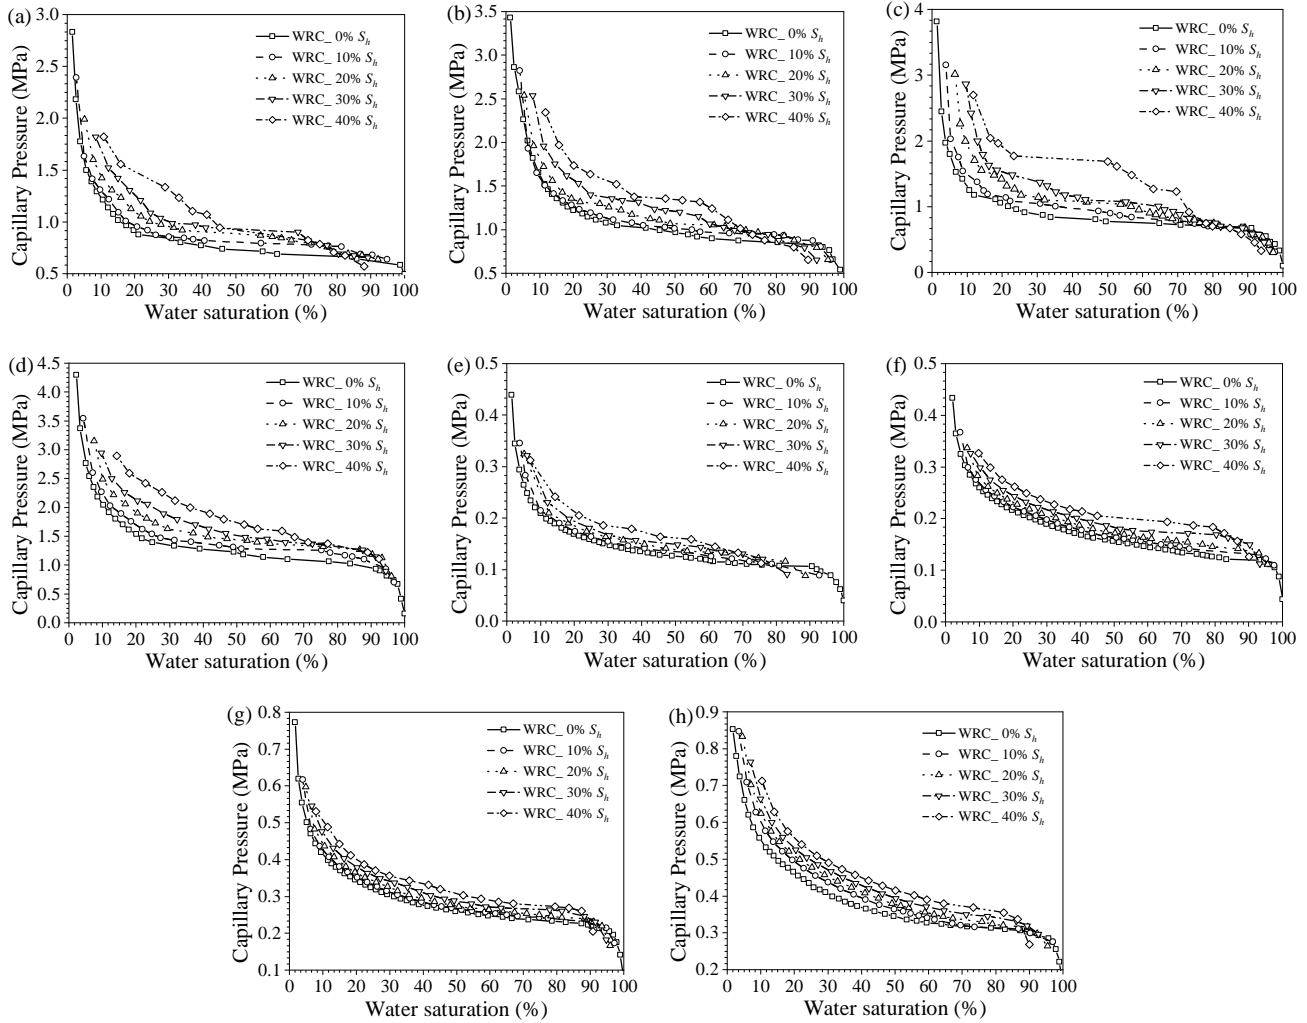 (a)
3.0
2.5
2.0
1.5
1.0
0.5
Capillary Pressure (MPa)
WRC_ 0% Sh
WRC_ 10% Sh
WRC_ 20% Sh
WRC_ 30% Sh
WRC_ 40% Sh
0 10 20 30 40 50 60 70 80 90 100
Water saturation (%)
(b)
3.5
3.0
2.5
2.0
1.5
1.0
0.5
Capillary Pressure (MPa)
WRC_ 0% Sh
WRC_ 10% Sh
WRC_ 20% Sh
WRC_ 30% Sh
WRC_ 40% Sh
0 10 20 30 40 50 60 70 80 90 100
Water saturation (%)
(c)
4
3
2
1
0
Capillary Pressure (MPa)
WRC_ 0% Sh
WRC_ 10% Sh
WRC_ 20% Sh
WRC_ 30% Sh
WRC_ 40% Sh
0 10 20 30 40 50 60 70 80 90 100
Water saturation (%)
(d)
4.5
4.0
3.5
3.0
2.5
2.0
1.5
1.0
0.5
0.0
Capillary Pressure (MPa)
WRC_ 0% Sh
WRC_ 10% Sh
WRC_ 20% Sh
WRC_ 30% Sh
WRC_ 40% Sh
0 10 20 30 40 50 60 70 80 90 100
Water saturation (%)
(e)
0.5
0.4
0.3
0.2
0.1
0.0
Capillary Pressure (MPa)
WRC_ 0% Sh
WRC_ 10% Sh
WRC_ 20% Sh
WRC_ 30% Sh
WRC_ 40% Sh
0 10 20 30 40 50 60 70 80 90 100
Water saturation (%)
(f)
0.5
0.4
0.3
0.2
0.1
0.0
Capillary Pressure (MPa)
WRC_ 0% Sh
WRC_ 10% Sh
WRC_ 20% Sh
WRC_ 30% Sh
WRC_ 40% Sh
0 10 20 30 40 50 60 70 80 90 100
Water saturation (%)
(g)
0.8
0.7
0.6
0.5
0.4
0.3
0.2
0.1
Capillary Pressure (MPa)
WRC_ 0% Sh
WRC_ 10% Sh
WRC_ 20% Sh
WRC_ 30% Sh
WRC_ 40% Sh
0 10 20 30 40 50 60 70 80 90 100
Water saturation (%)
(h)
0.9
0.8
0.7
0.6
0.5
0.4
0.3
0.2
Capillary Pressure (MPa)
WRC_ 0% Sh
WRC_ 10% Sh
WRC_ 20% Sh
WRC_ 30% Sh
WRC_ 40% Sh
0 10 20 30 40 50 60 70 80 90 100
Water saturation (%)